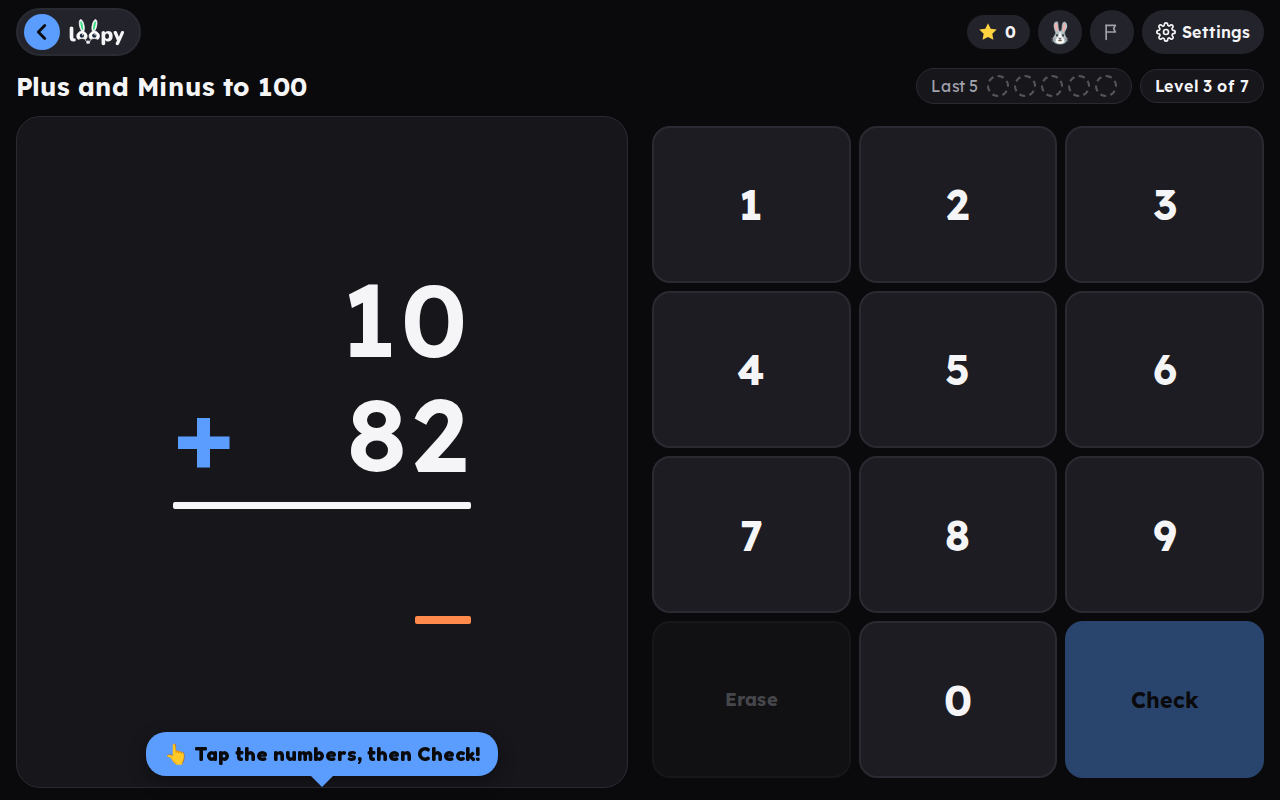 loopy
0
Settings
Plus and Minus to 100
Last 5
Level 3 of 7
10
+ 82
Tap the numbers, then Check!
1 2 3
4 5 6
7 8 9
Erase 0 Check